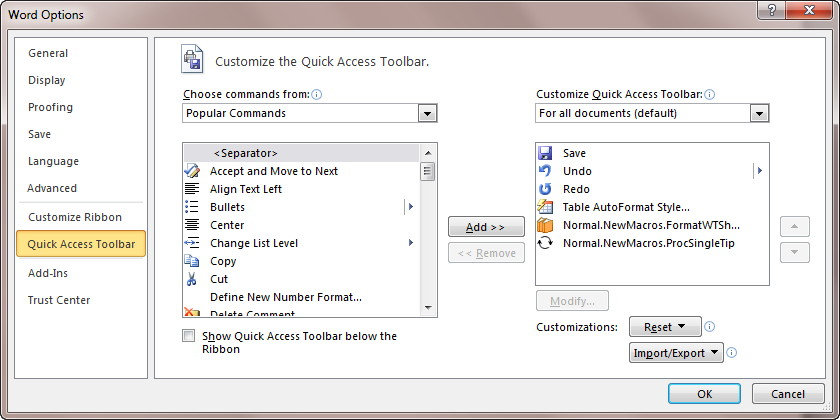 Word Options
General
Display
Proofing
Save
Language
Advanced
Customize Ribbon
Quick Access Toolbar
Add-Ins
Trust Center
Customize the Quick Access Toolbar.
Choose commands from:
Popular Commands
<Separator>
Accept and Move to Next
Align Text Left
Bullets
Center
Change List Level
Copy
Cut
Define New Number Format...
Delete Comment
Show Quick Access Toolbar below the
Ribbon
Add >>
<< Remove
Customize Quick Access Toolbar:
For all documents (default)
Save
Undo
Redo
Table AutoFormat Style...
Normal.NewMacros.FormatWTSh...
Normal.NewMacros.ProcSingleTip
Modify...
Customizations: Reset
Import/Export
OK Cancel